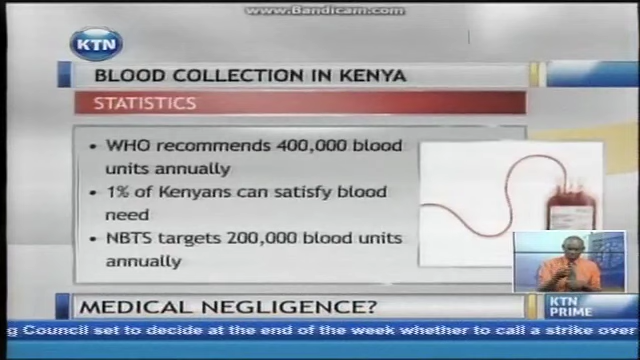 www.Bandicam.com
KTN
BLOOD COLLECTION IN KENYA
STATISTICS
• WHO recommends 400,000 blood
units annually
• 1% of Kenyans can satisfy blood
need
• NBTS targets 200,000 blood units
annually
MEDICAL NEGLIGENCE?
KTN
PRIME
g Council set to decide at the end of the week whether to call a strike over